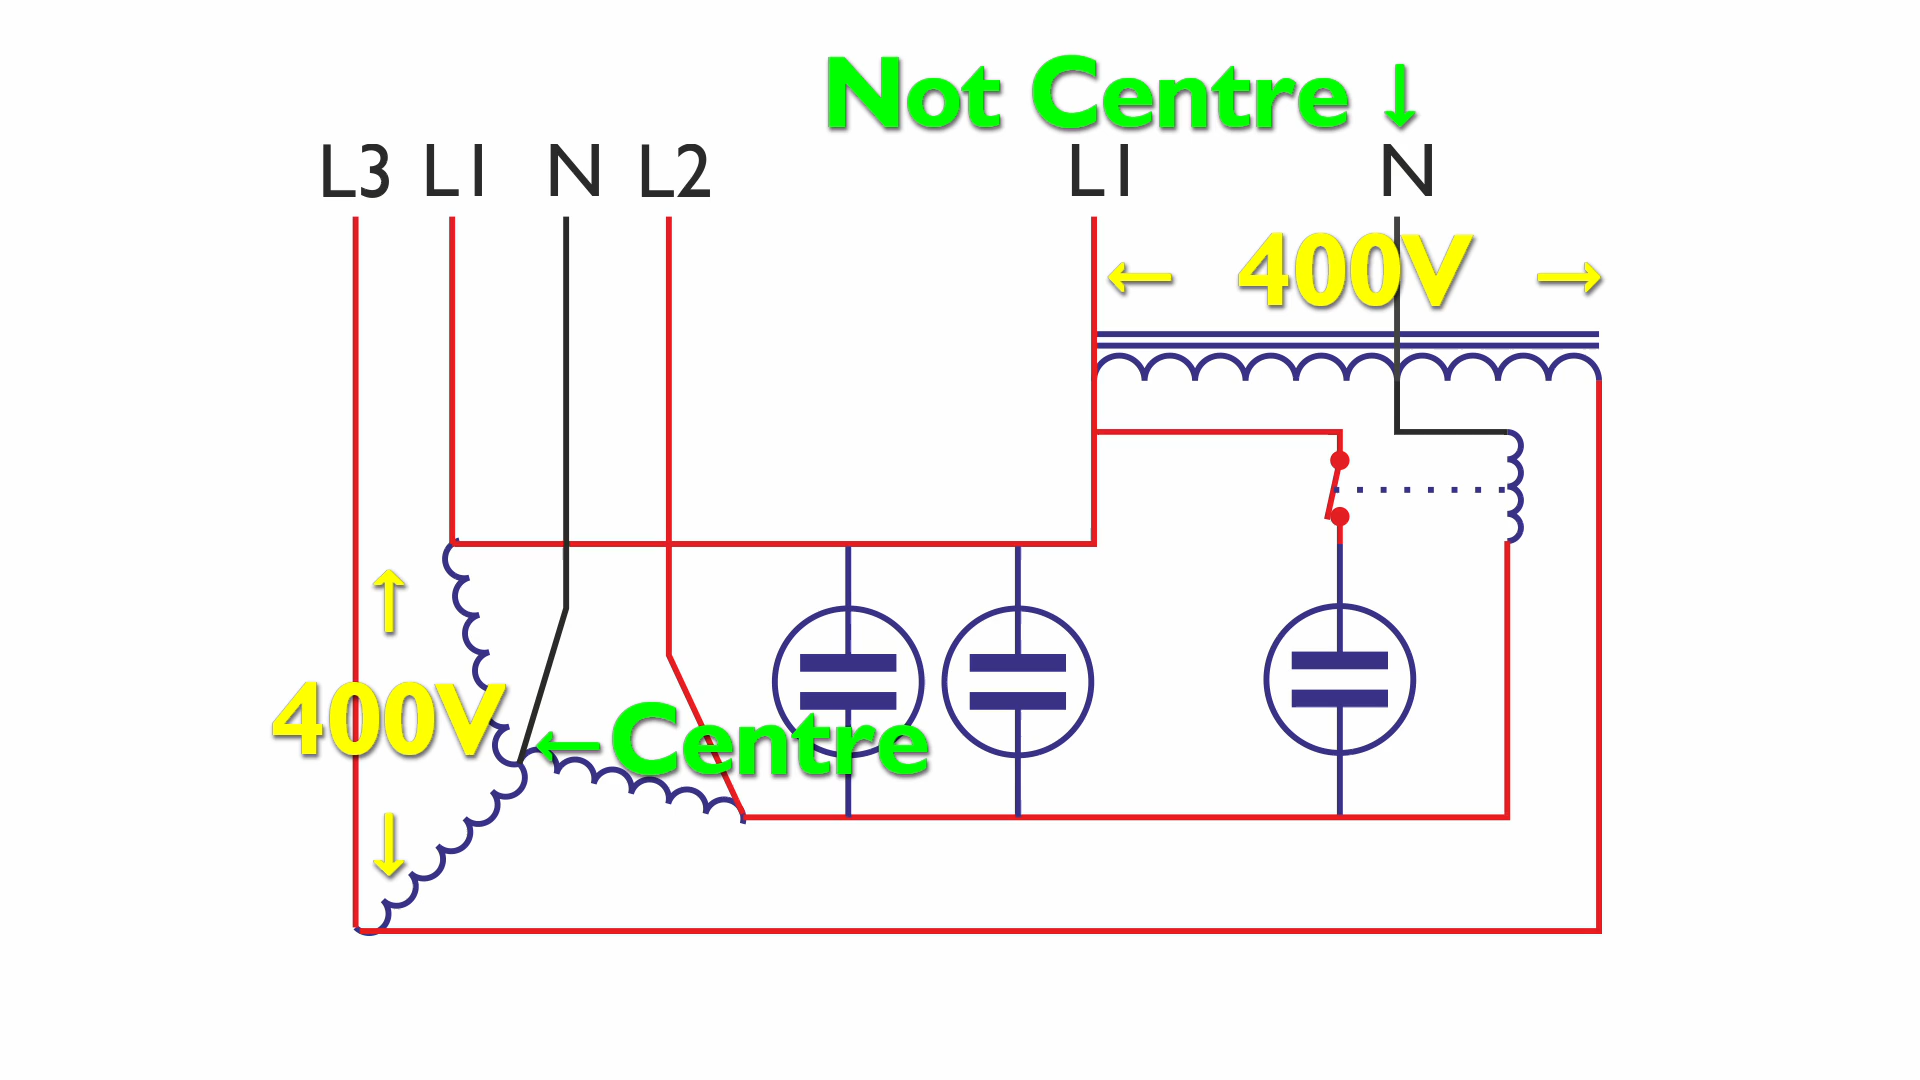 Not Centre ↓
L3 L1 N L2 L1 N
← 400V →
↑
400V
←Centre
↓